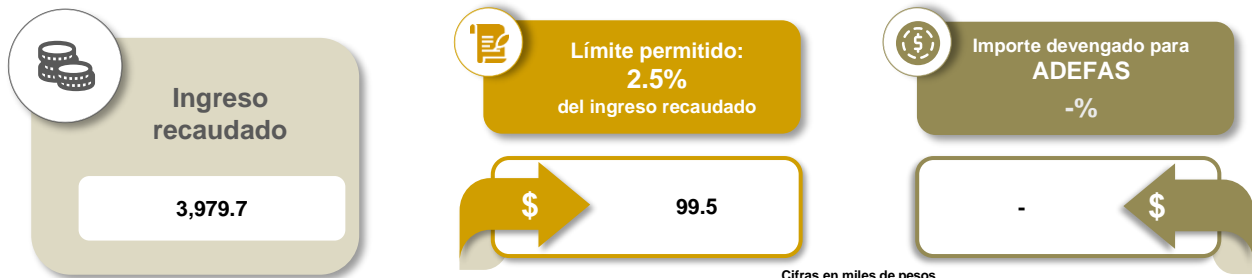 Ingreso
recaudado
3,979.7
Límite permitido:
2.5%
del ingreso recaudado
$
99.5
Importe devengado para
ADEFAS
-%
-
$
Cifras en miles de pesos